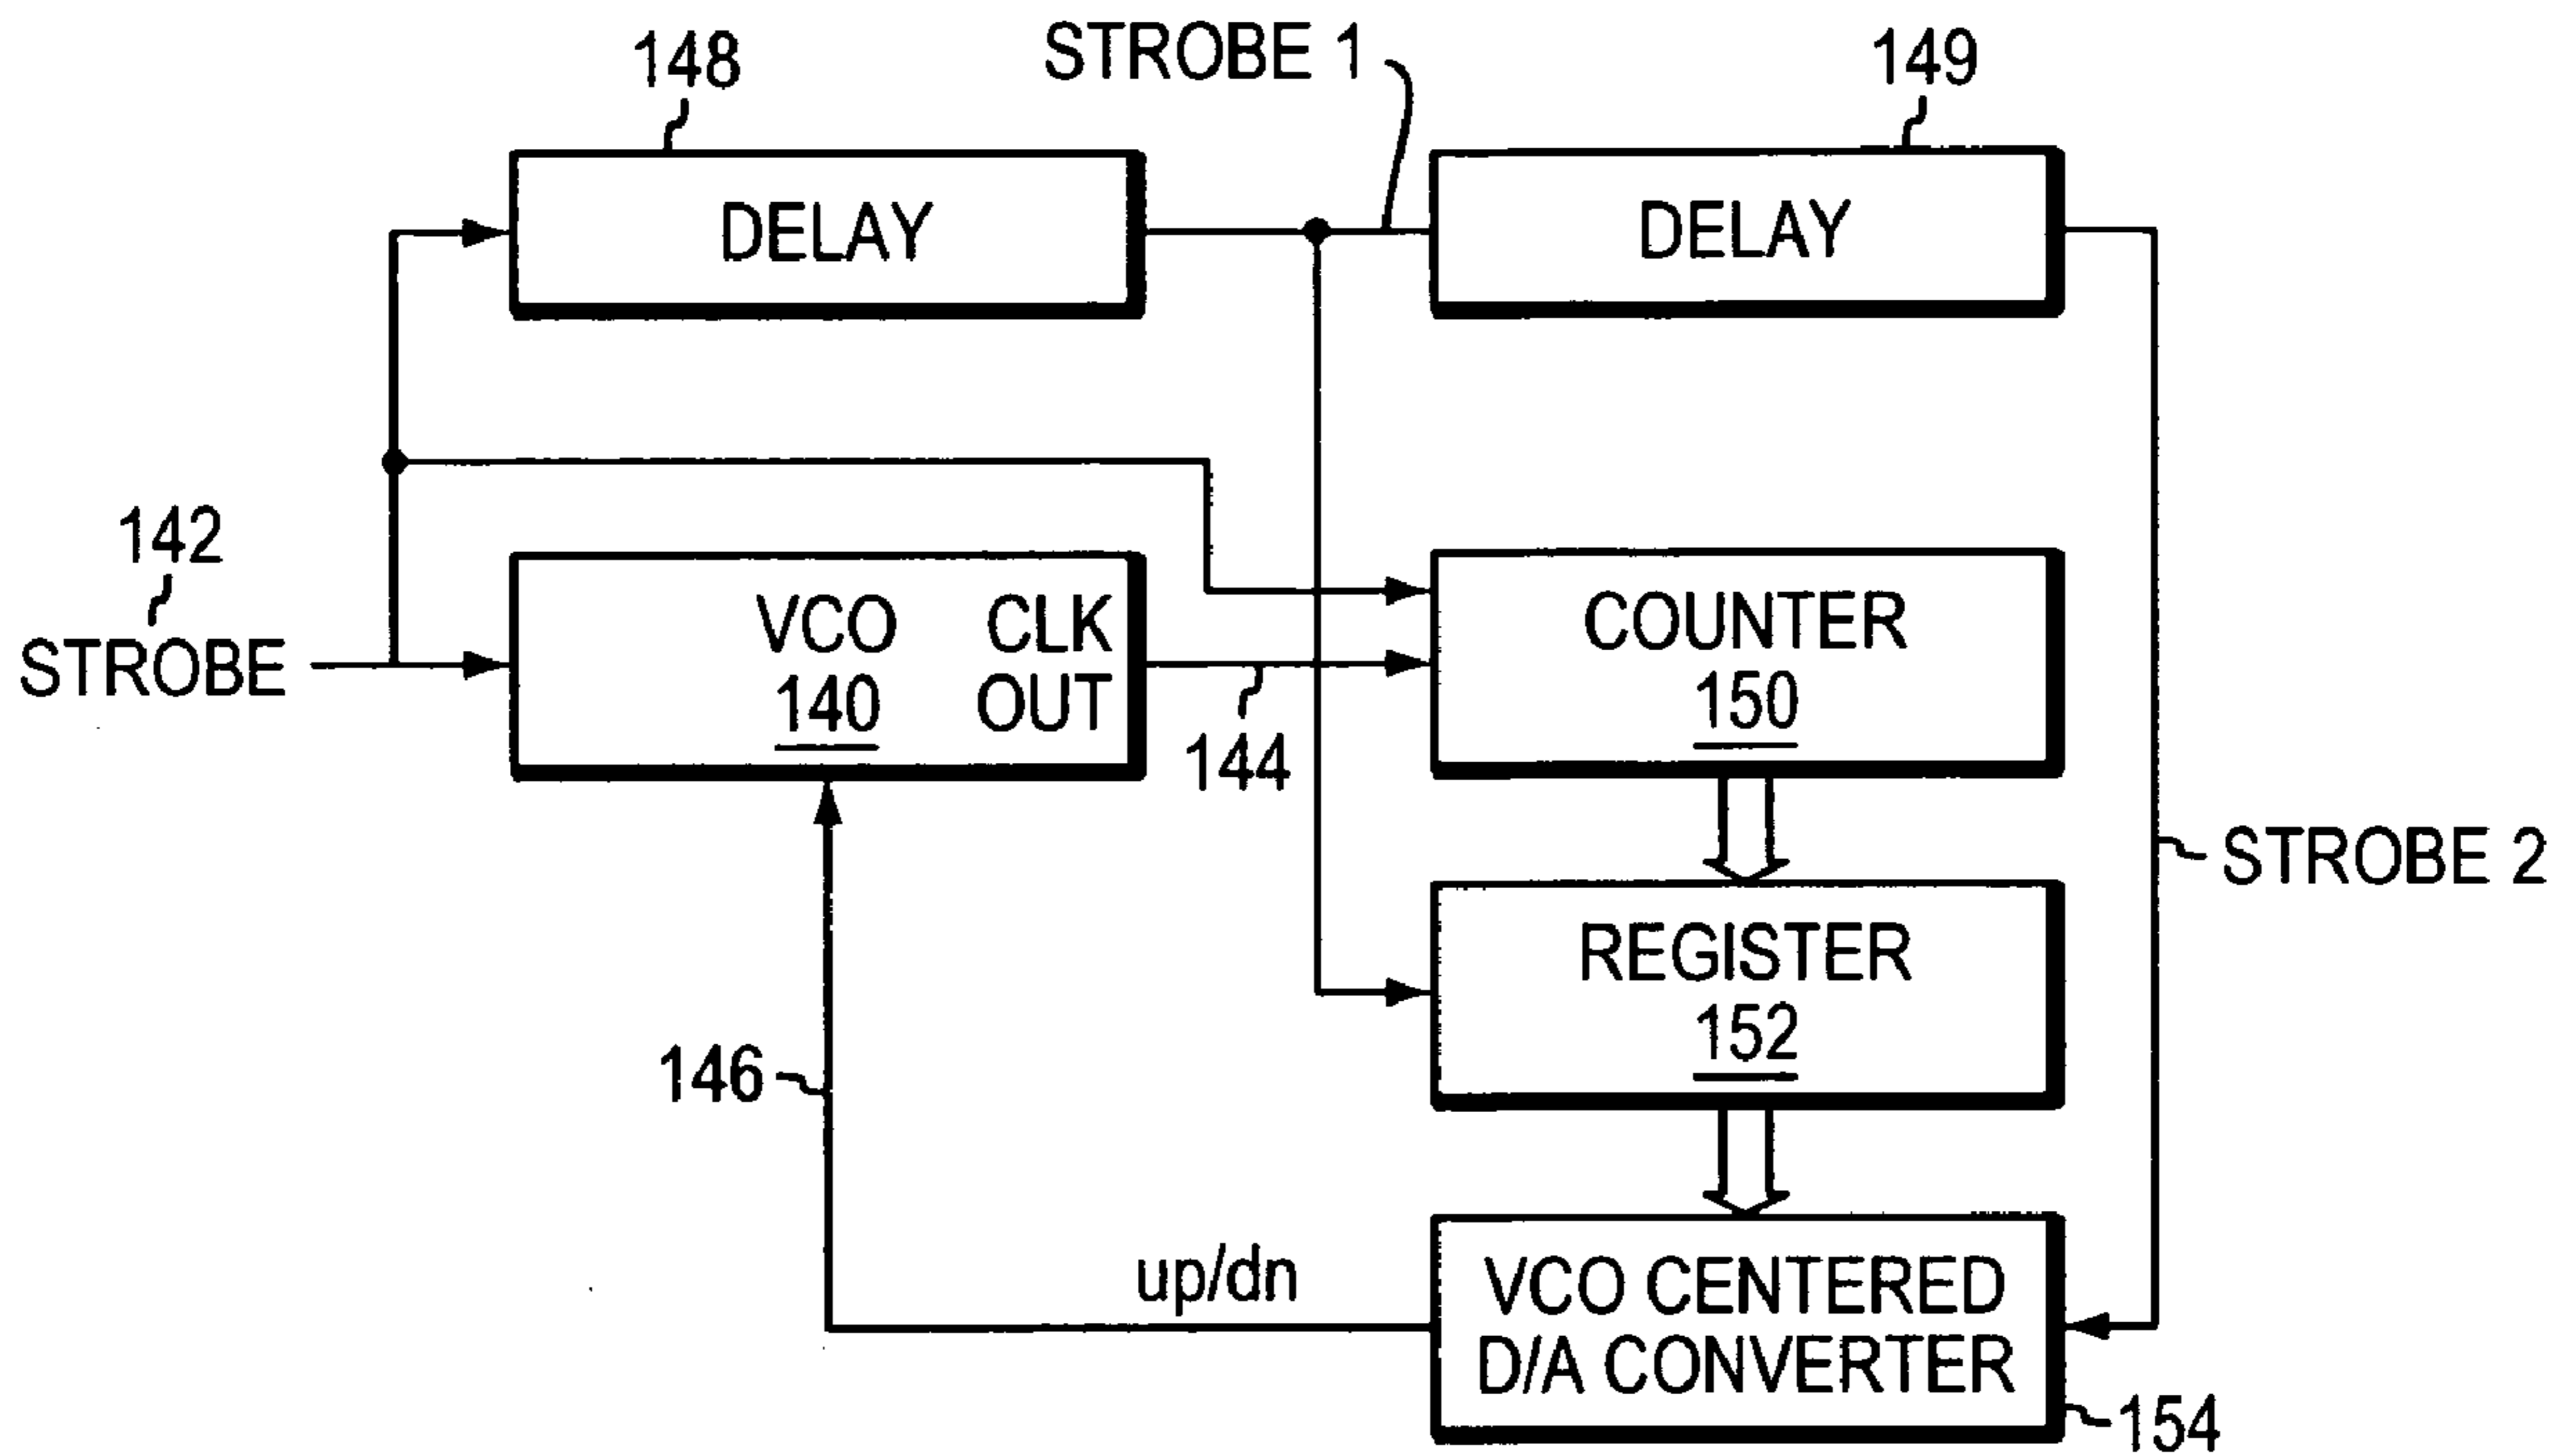 148
STROBE 1
149
DELAY
DELAY
142
STROBE
VCO
140
CLK
OUT
144
COUNTER
150
REGISTER
152
STROBE 2
146
up/dn
VCO CENTERED
D/A CONVERTER
154